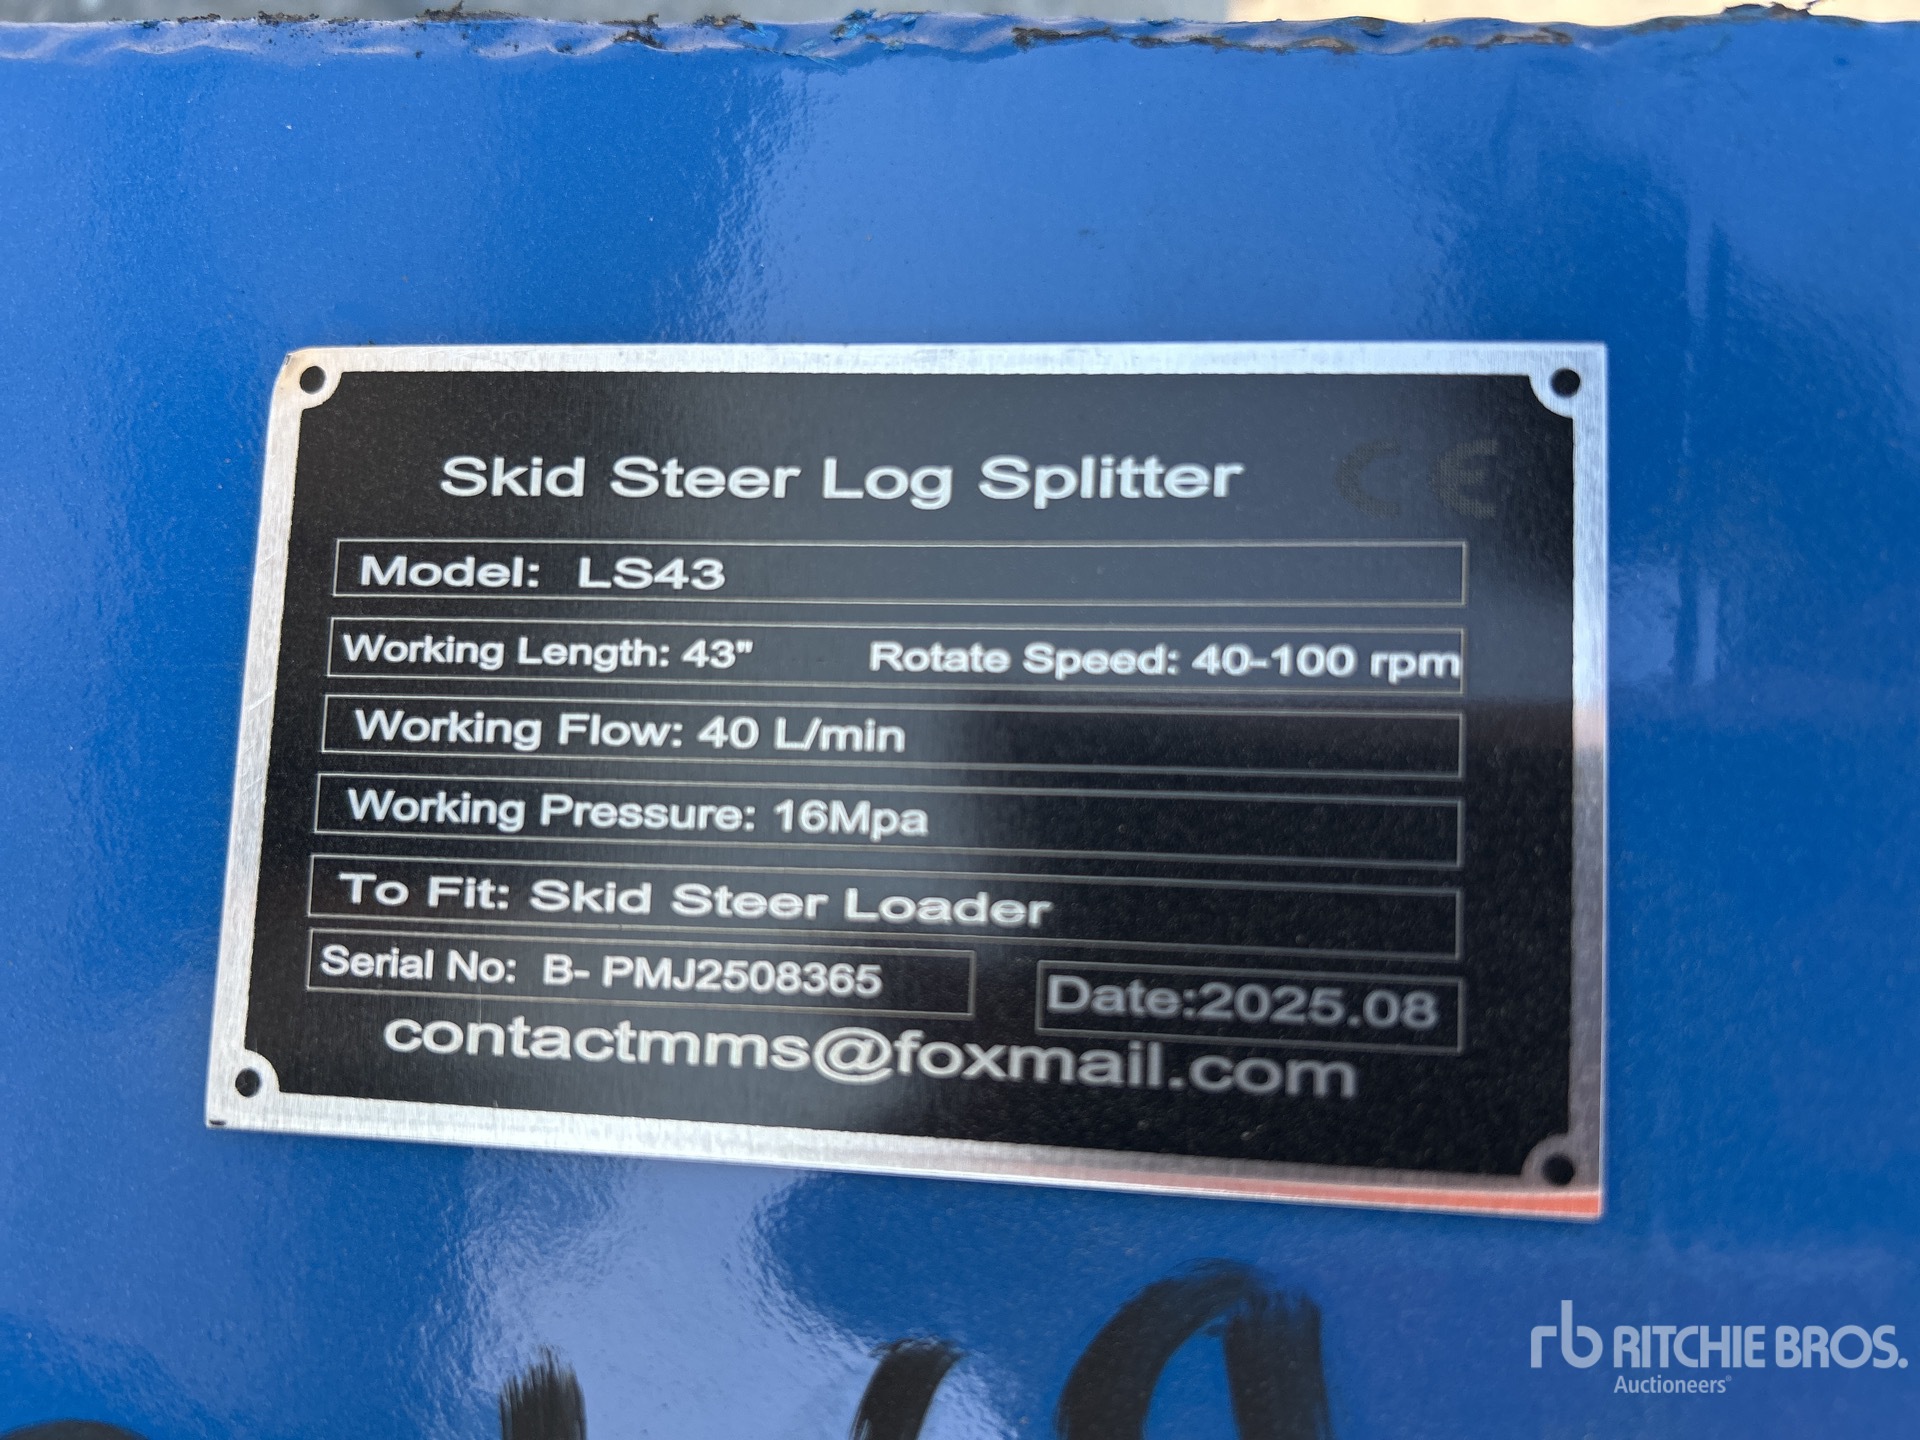 Skid Steer Log Splitter CE
Model: LS43
Working Length: 43" Rotate Speed: 40-100 rpm
Working Flow: 40 L/min
Working Pressure: 16Mpa
To Fit: Skid Steer Loader
Serial No: B- PMJ2508365 Date:2025.08
contactmms@foxmail.com
rb RITCHIE BROS.
Auctioneers